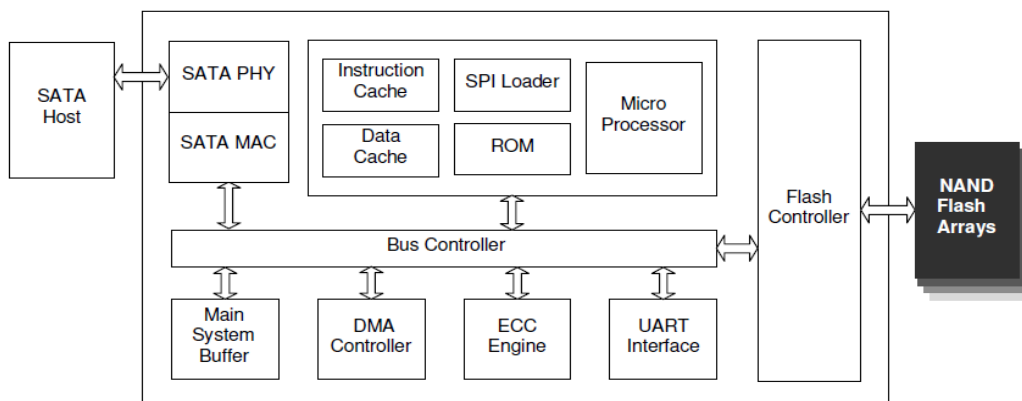 SATA
Host
SATA PHY
SATA MAC
Instruction
Cache
SPI Loader
Data
Cache
ROM
Micro
Processor
Flash
Controller
NAND
Flash
Arrays
Bus Controller
Main
System
Buffer
DMA
Controller
ECC
Engine
UART
Interface